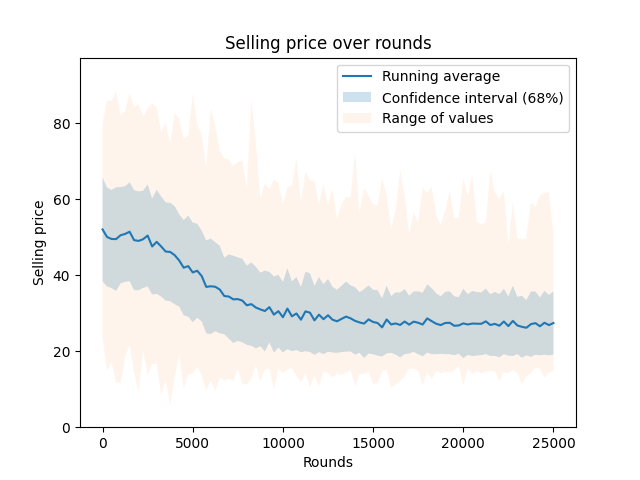 Selling price over rounds
Running average
Confidence interval (68%)
Range of values
80
60
40
20
0
Selling price
0 5000 10000 15000 20000 25000
Rounds